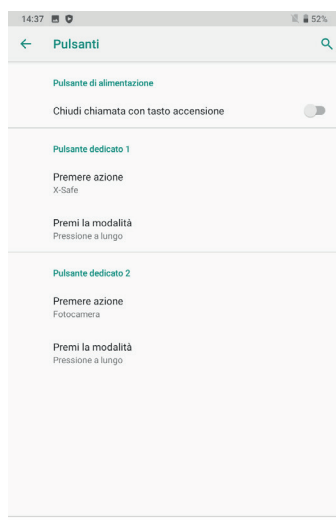 14:37 52%
Pulsanti
Pulsante di alimentazione
Chiudi chiamata con tasto accensione
Pulsante dedicato 1
Premere azione
X-Safe
Premi la modalità
Pressione a lungo
Pulsante dedicato 2
Premere azione
Fotocamera
Premi la modalità
Pressione a lungo